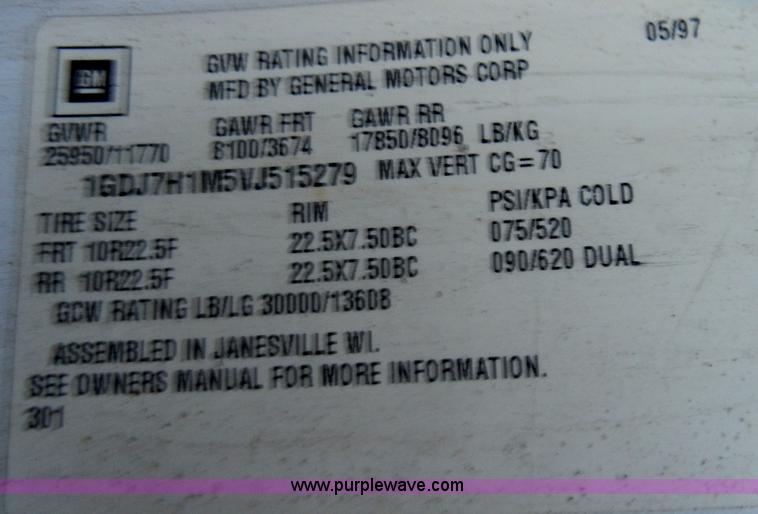 05/97
GM
GVW RATING INFORMATION ONLY
MFD BY GENERAL MOTORS CORP
GVWR GAWR FRT GAWR RR
25950/11770 8100/3674 17850/8096 LB/KG
1GDJ7H1M5VJ515279 MAX VERT CG=70
TIRE SIZE RIM PSI/KPA COLD
FRT 10R22.5F 22.5X7.50BC 075/520
RR 10R22.5F 22.5X7.50BC 090/620 DUAL
GCW RATING LB/LG 30000/13608
ASSEMBLED IN JANESVILLE WI.
SEE OWNERS MANUAL FOR MORE INFORMATION.
301
www.purplewave.com